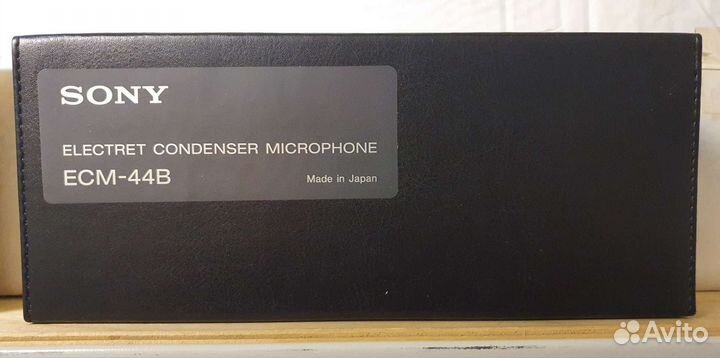 SONY
ELECTRET CONDENSER MICROPHONE
ECM-44B
Made in Japan
Avito